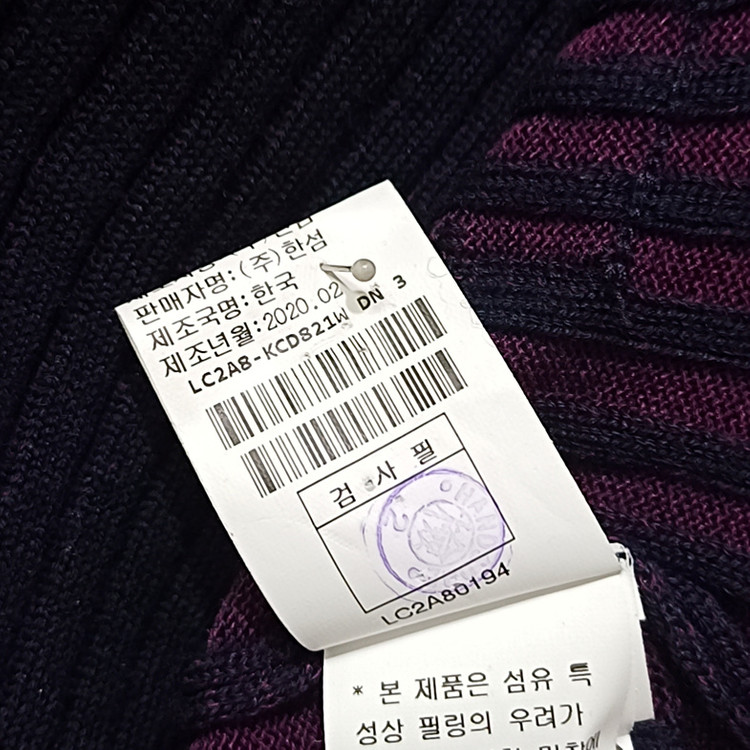 판매자명:(주)한섬
제조국명:한국
제조년월:2020.02
LC2A8-KCD821W DN 3
검 사 필
LC2A80194
* 본 제품은 섬유 특
성상 필링의 우려가